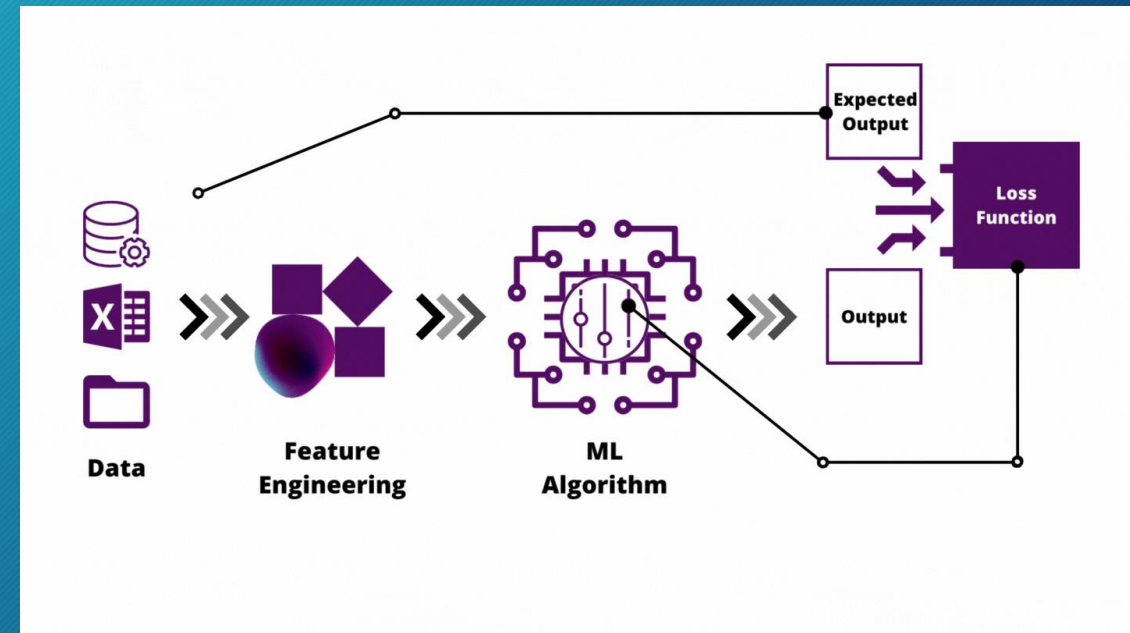 Expected
Output
Loss
Function
X
Output
Data
Feature
Engineering
ML
Algorithm